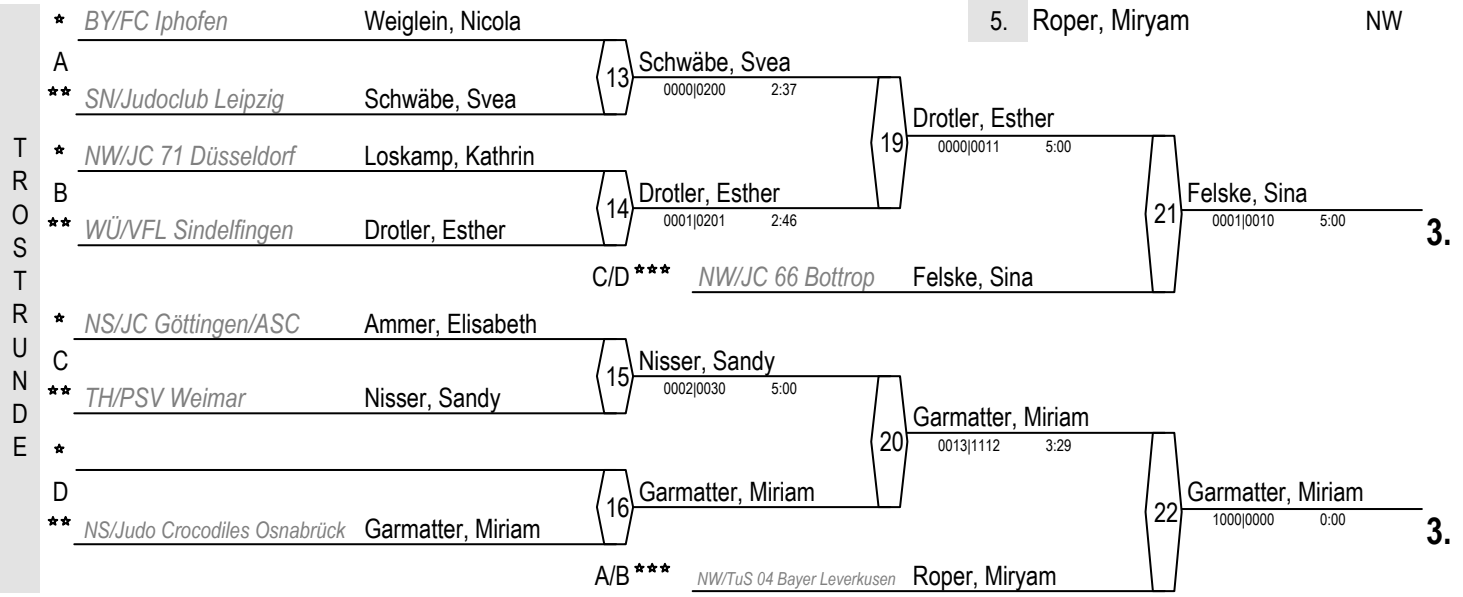 TROSTRUNDE
5. Roper, Miryam NW
* BY/FC Iphofen Weiglein, Nicola
A
** SN/Judoclub Leipzig Schwäbe, Svea
13 Schwäbe, Svea
0000|0200 2:37
* NW/JC 71 Düsseldorf Loskamp, Kathrin
B
** WÜ/VFL Sindelfingen Drotler, Esther
14 Drotler, Esther
0001|0201 2:46
19 Drotler, Esther
0000|0011 5:00
C/D *** NW/JC 66 Bottrop Felske, Sina
21 Felske, Sina
0001|0010 5:00
3.
* NS/JC Göttingen/ASC Ammer, Elisabeth
C
** TH/PSV Weimar Nisser, Sandy
15 Nisser, Sandy
0002|0030 5:00
*
D
** NS/Judo Crocodiles Osnabrück Garmatter, Miriam
16 Garmatter, Miriam
20 Garmatter, Miriam
0013|1112 3:29
A/B *** NW/TuS 04 Bayer Leverkusen Roper, Miryam
22 Garmatter, Miriam
1000|0000 0:00
3.